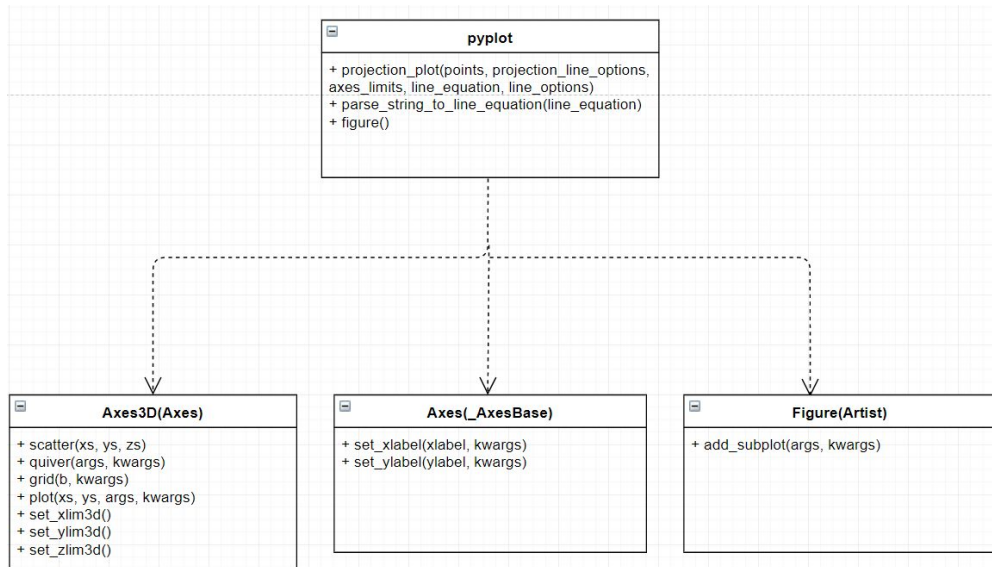 pyplot
+ projection_plot(points, projection_line_options,
axes_limits, line_equation, line_options)
+ parse_string_to_line_equation(line_equation)
+ figure()
Axes3D(Axes)
+ scatter(xs, ys, zs)
+ quiver(args, kwargs)
+ grid(b, kwargs)
+ plot(xs, ys, args, kwargs)
+ set_xlim3d()
+ set_ylim3d()
+ set_zlim3d()
Axes(_AxesBase)
+ set_xlabel(xlabel, kwargs)
+ set_ylabel(ylabel, kwargs)
Figure(Artist)
+ add_subplot(args, kwargs)